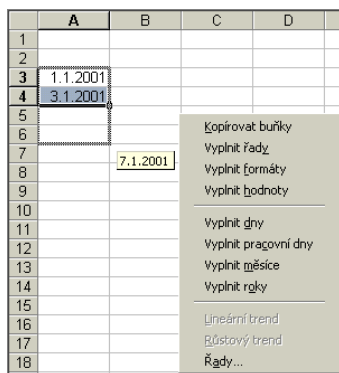 A B C D
1
2
3 1.1.2001
4 3.1.2001
5
6
7
8
9
10
11
12
13
14
15
16
17
18
7.1.2001
Kopírovat buňky
Vyplnit řady
Vyplnit formáty
Vyplnit hodnoty
Vyplnit dny
Vyplnit pracovní dny
Vyplnit měsíce
Vyplnit roky
Lineární trend
Růstový trend
Řady...